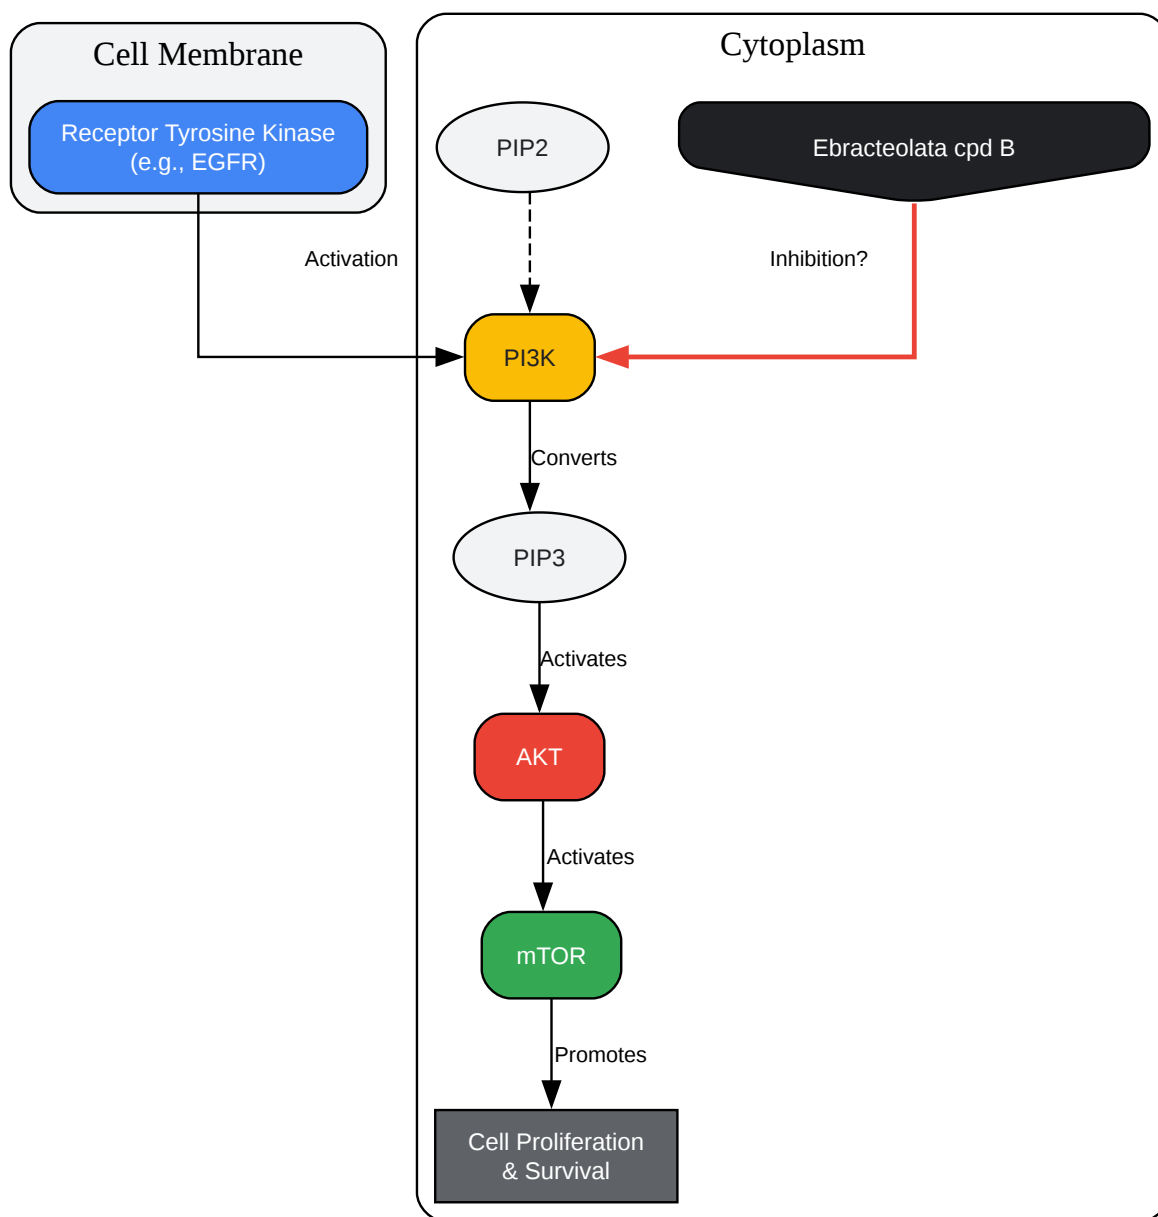 Cell Membrane
Cytoplasm
Receptor Tyrosine Kinase
(e.g., EGFR)
PIP2
Ebracteolata cpd B
Activation
Inhibition?
PI3K
Converts
PIP3
Activates
AKT
Activates
mTOR
Promotes
Cell Proliferation
& Survival